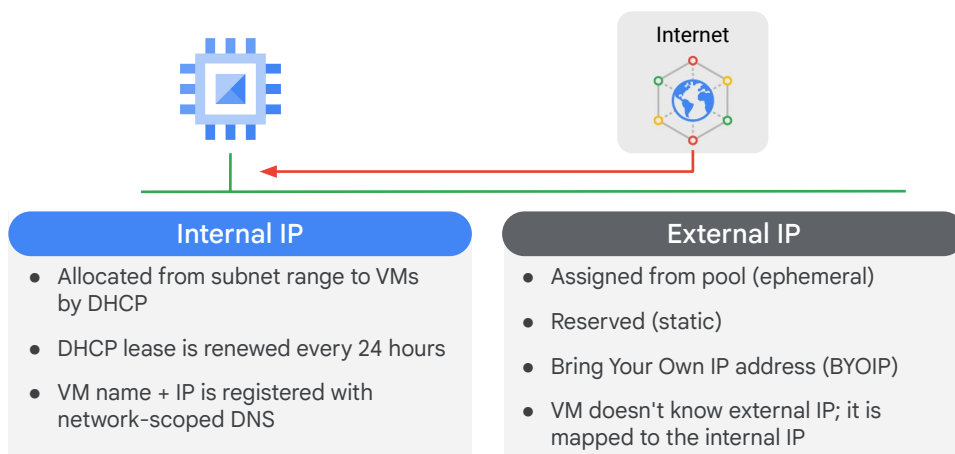 Internet
Internal IP
● Allocated from subnet range to VMs
by DHCP
● DHCP lease is renewed every 24 hours
● VM name + IP is registered with
network-scoped DNS
External IP
● Assigned from pool (ephemeral)
● Reserved (static)
● Bring Your Own IP address (BYOIP)
● VM doesn't know external IP; it is
mapped to the internal IP